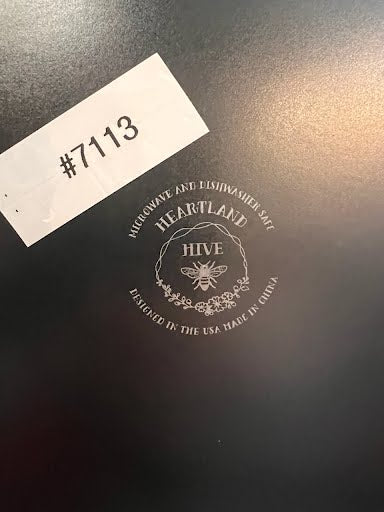 #7113
MICROWAVE AND DISHWASHER SAFE
HEARTLAND
HIVE
DESIGNED IN THE USA MADE IN CHINA